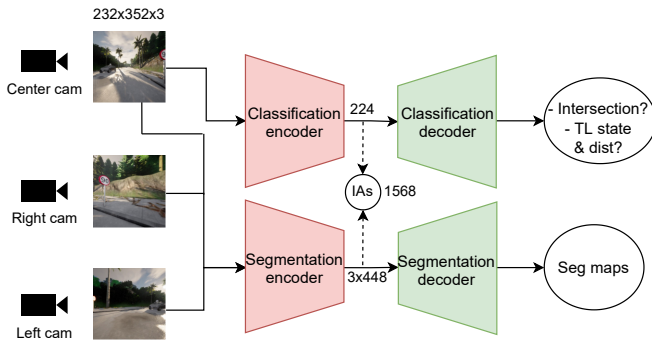 232x352x3
Center cam
Right cam
Left cam
Classification
encoder
224
Classification
decoder
- Intersection?
- TL state
& dist?
IAs
1568
Segmentation
encoder
3x448
Segmentation
decoder
Seg maps